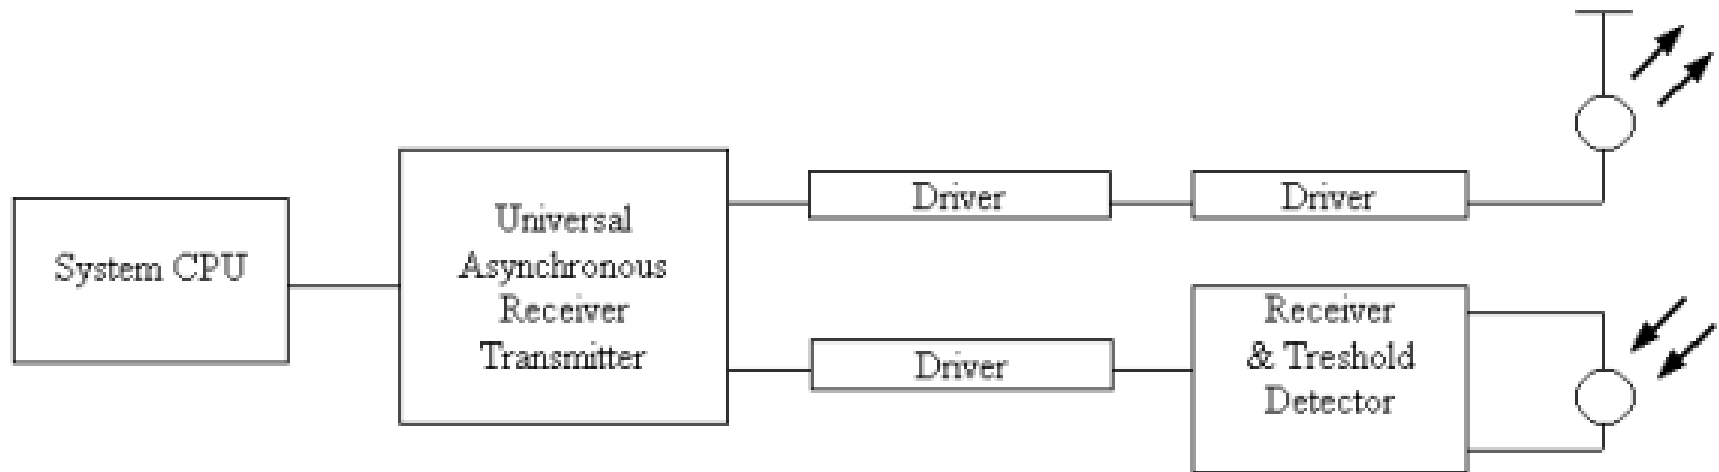 System CPU
Universal
Asynchronous
Receiver
Transmitter
Driver
Driver
Driver
Receiver
& Treshold
Detector